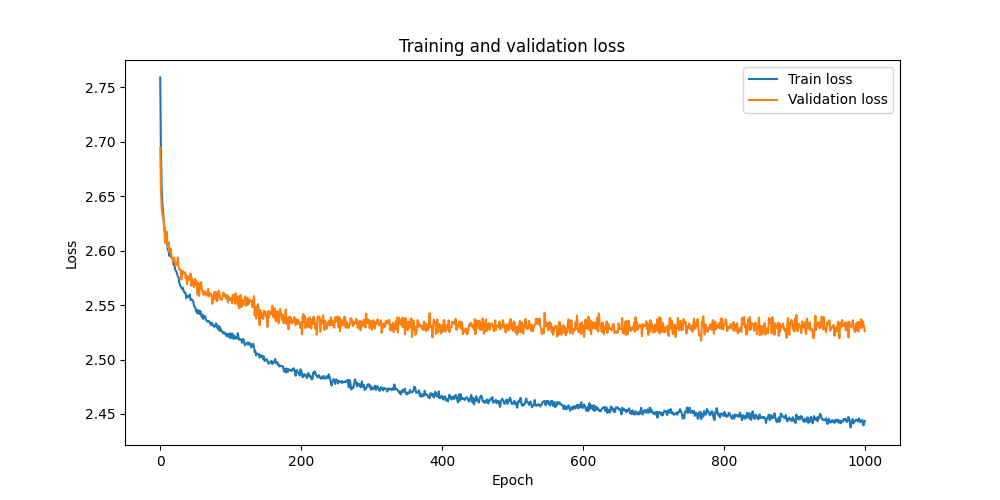 Training and validation loss
Train loss
Validation loss
Loss
2.75
2.70
2.65
2.60
2.55
2.50
2.45
0 200 400 600 800 1000
Epoch